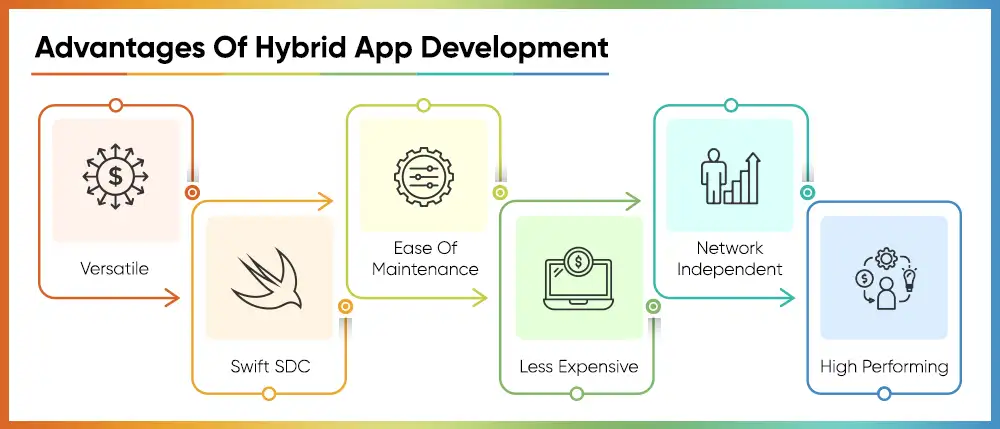 Advantages Of Hybrid App Development
$
Versatile
Swift SDC
Ease Of
Maintenance
$
Less Expensive
Network
Independent
$
High Performing